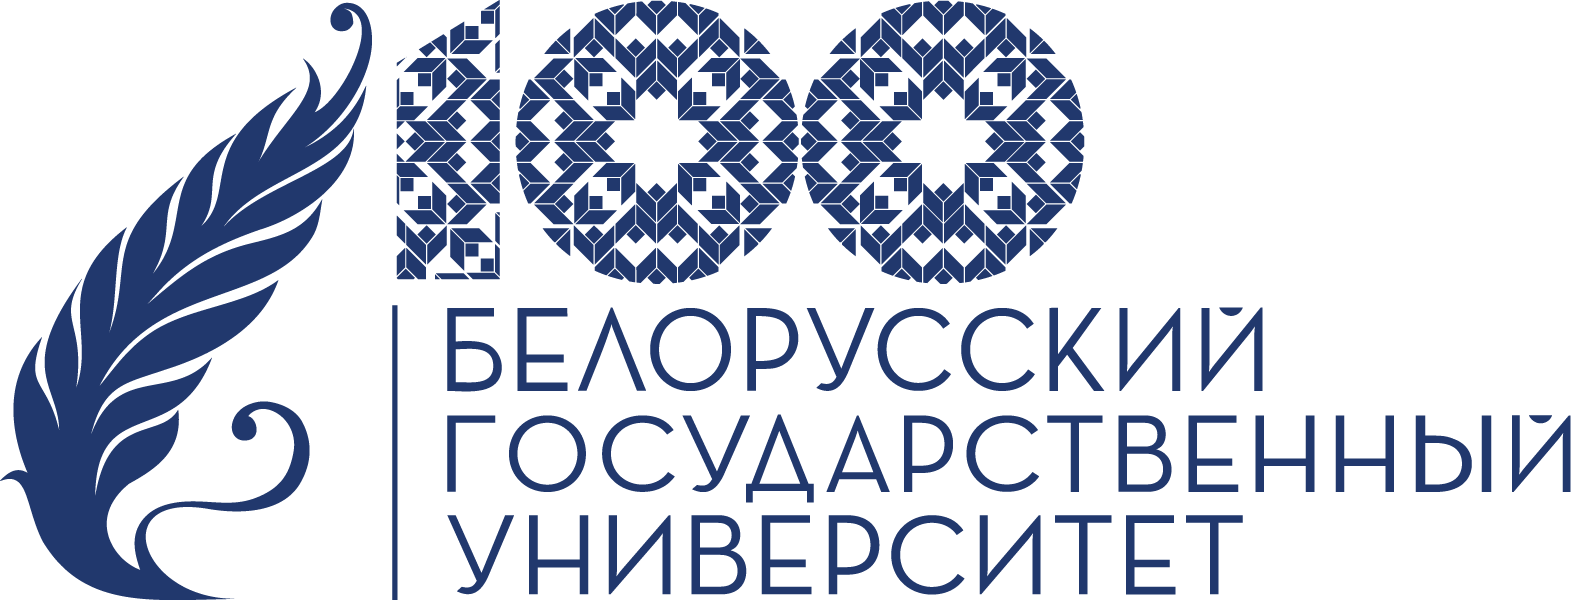 100
БЕЛОРУССКИЙ
ГОСУДАРСТВЕННЫЙ
УНИВЕРСИТЕТ